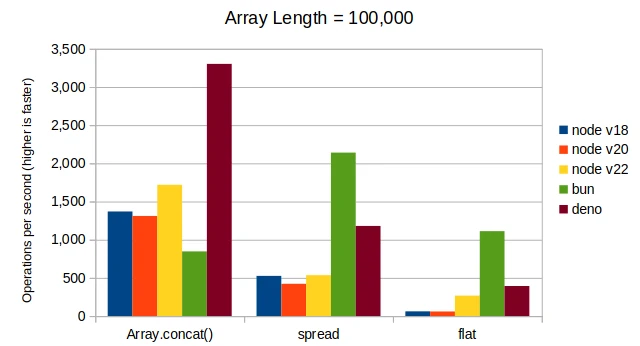 Array Length = 100,000
Operations per second (higher is faster)
3,500
3,000
2,500
2,000
1,500
1,000
500
0
Array.concat()
spread
flat
node v18
node v20
node v22
bun
deno